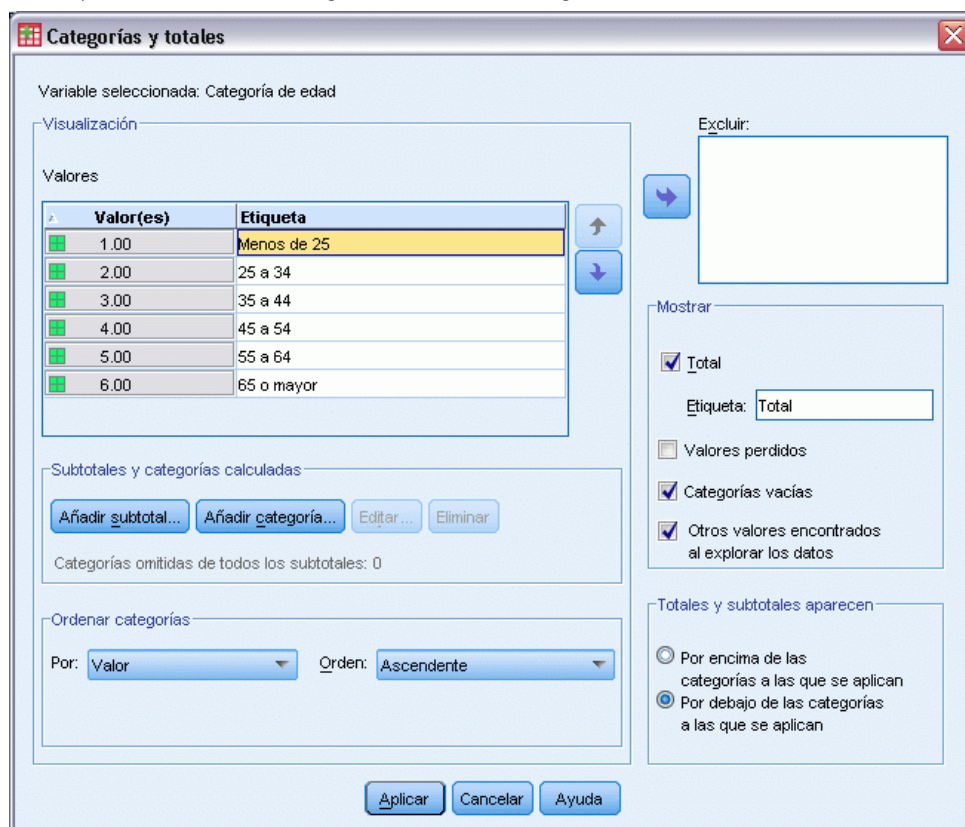 Categorías y totales
Variable seleccionada: Categoría de edad
Visualización
Valores
Valor(es) Etiqueta
1.00 Menos de 25
2.00 25 a 34
3.00 35 a 44
4.00 45 a 54
5.00 55 a 64
6.00 65 o mayor
Subtotales y categorías calculadas
Añadir subtotal... Añadir categoría... Editar... Eliminar
Categorías omitidas de todos los subtotales: 0
Ordenar categorías
Por: Valor Orden: Ascendente
Excluir:
Mostrar
Total
Etiqueta: Total
Valores perdidos
Categorías vacías
Otros valores encontrados
al explorar los datos
Totales y subtotales aparecen
Por encima de las
categorías a las que se aplican
Por debajo de las categorías
a las que se aplican
Aplicar Cancelar Ayuda